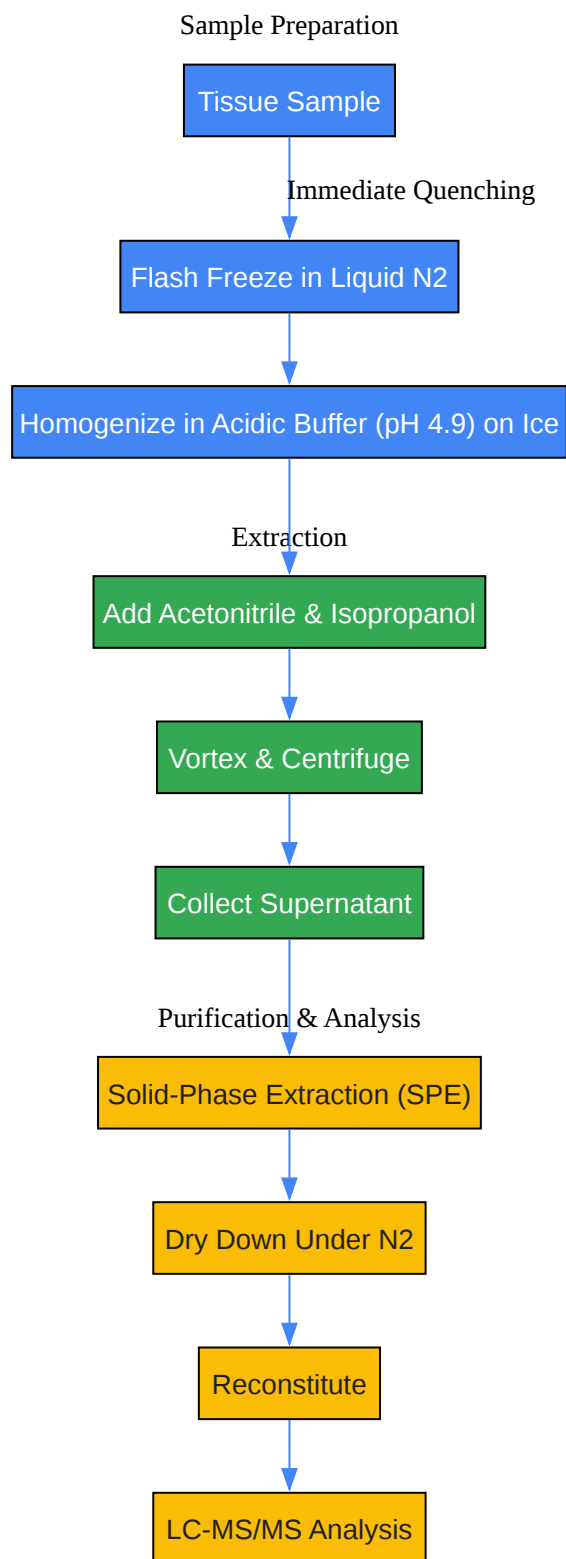 Sample Preparation
Tissue Sample
Immediate Quenching
Flash Freeze in Liquid N2
Homogenize in Acidic Buffer (pH 4.9) on Ice
Extraction
Add Acetonitrile & Isopropanol
Vortex & Centrifuge
Collect Supernatant
Purification & Analysis
Solid-Phase Extraction (SPE)
Dry Down Under N2
Reconstitute
LC-MS/MS Analysis